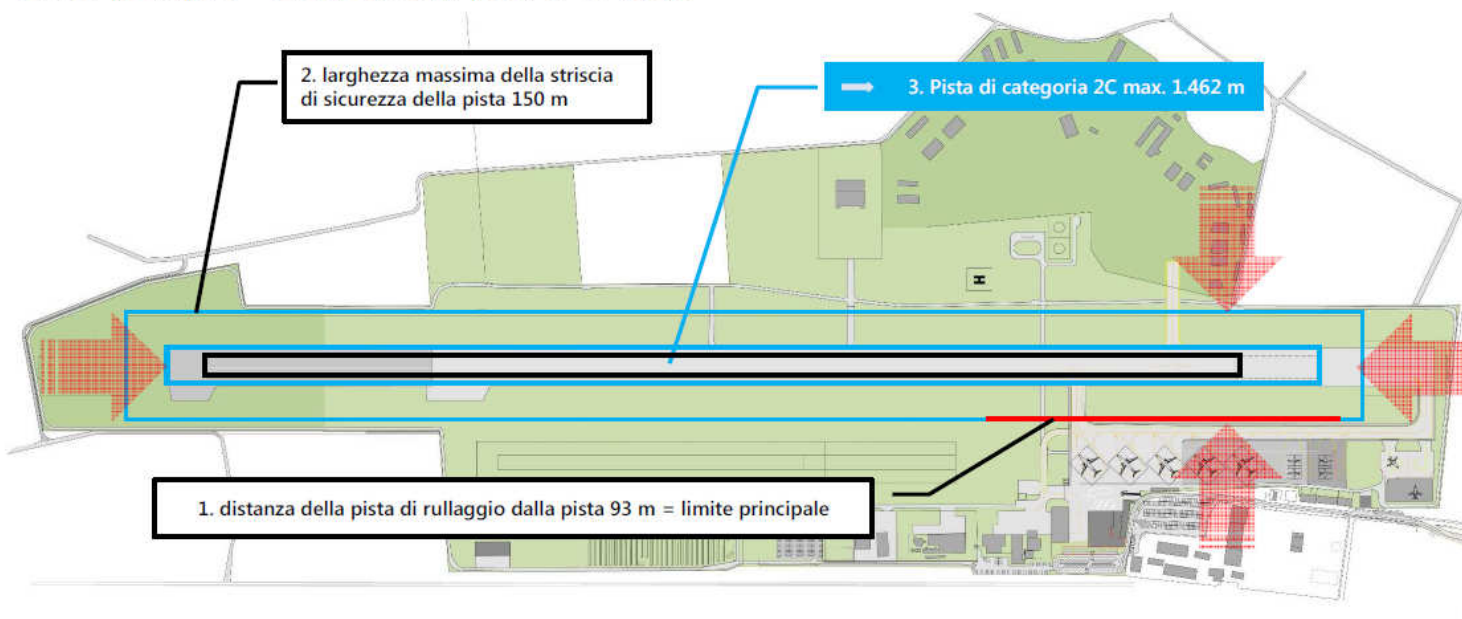 2. larghezza massima della striscia
di sicurezza della pista 150 m
3. Pista di categoria 2C max. 1.462 m
H
1. distanza della pista di rullaggio dalla pista 93 m = limite principale